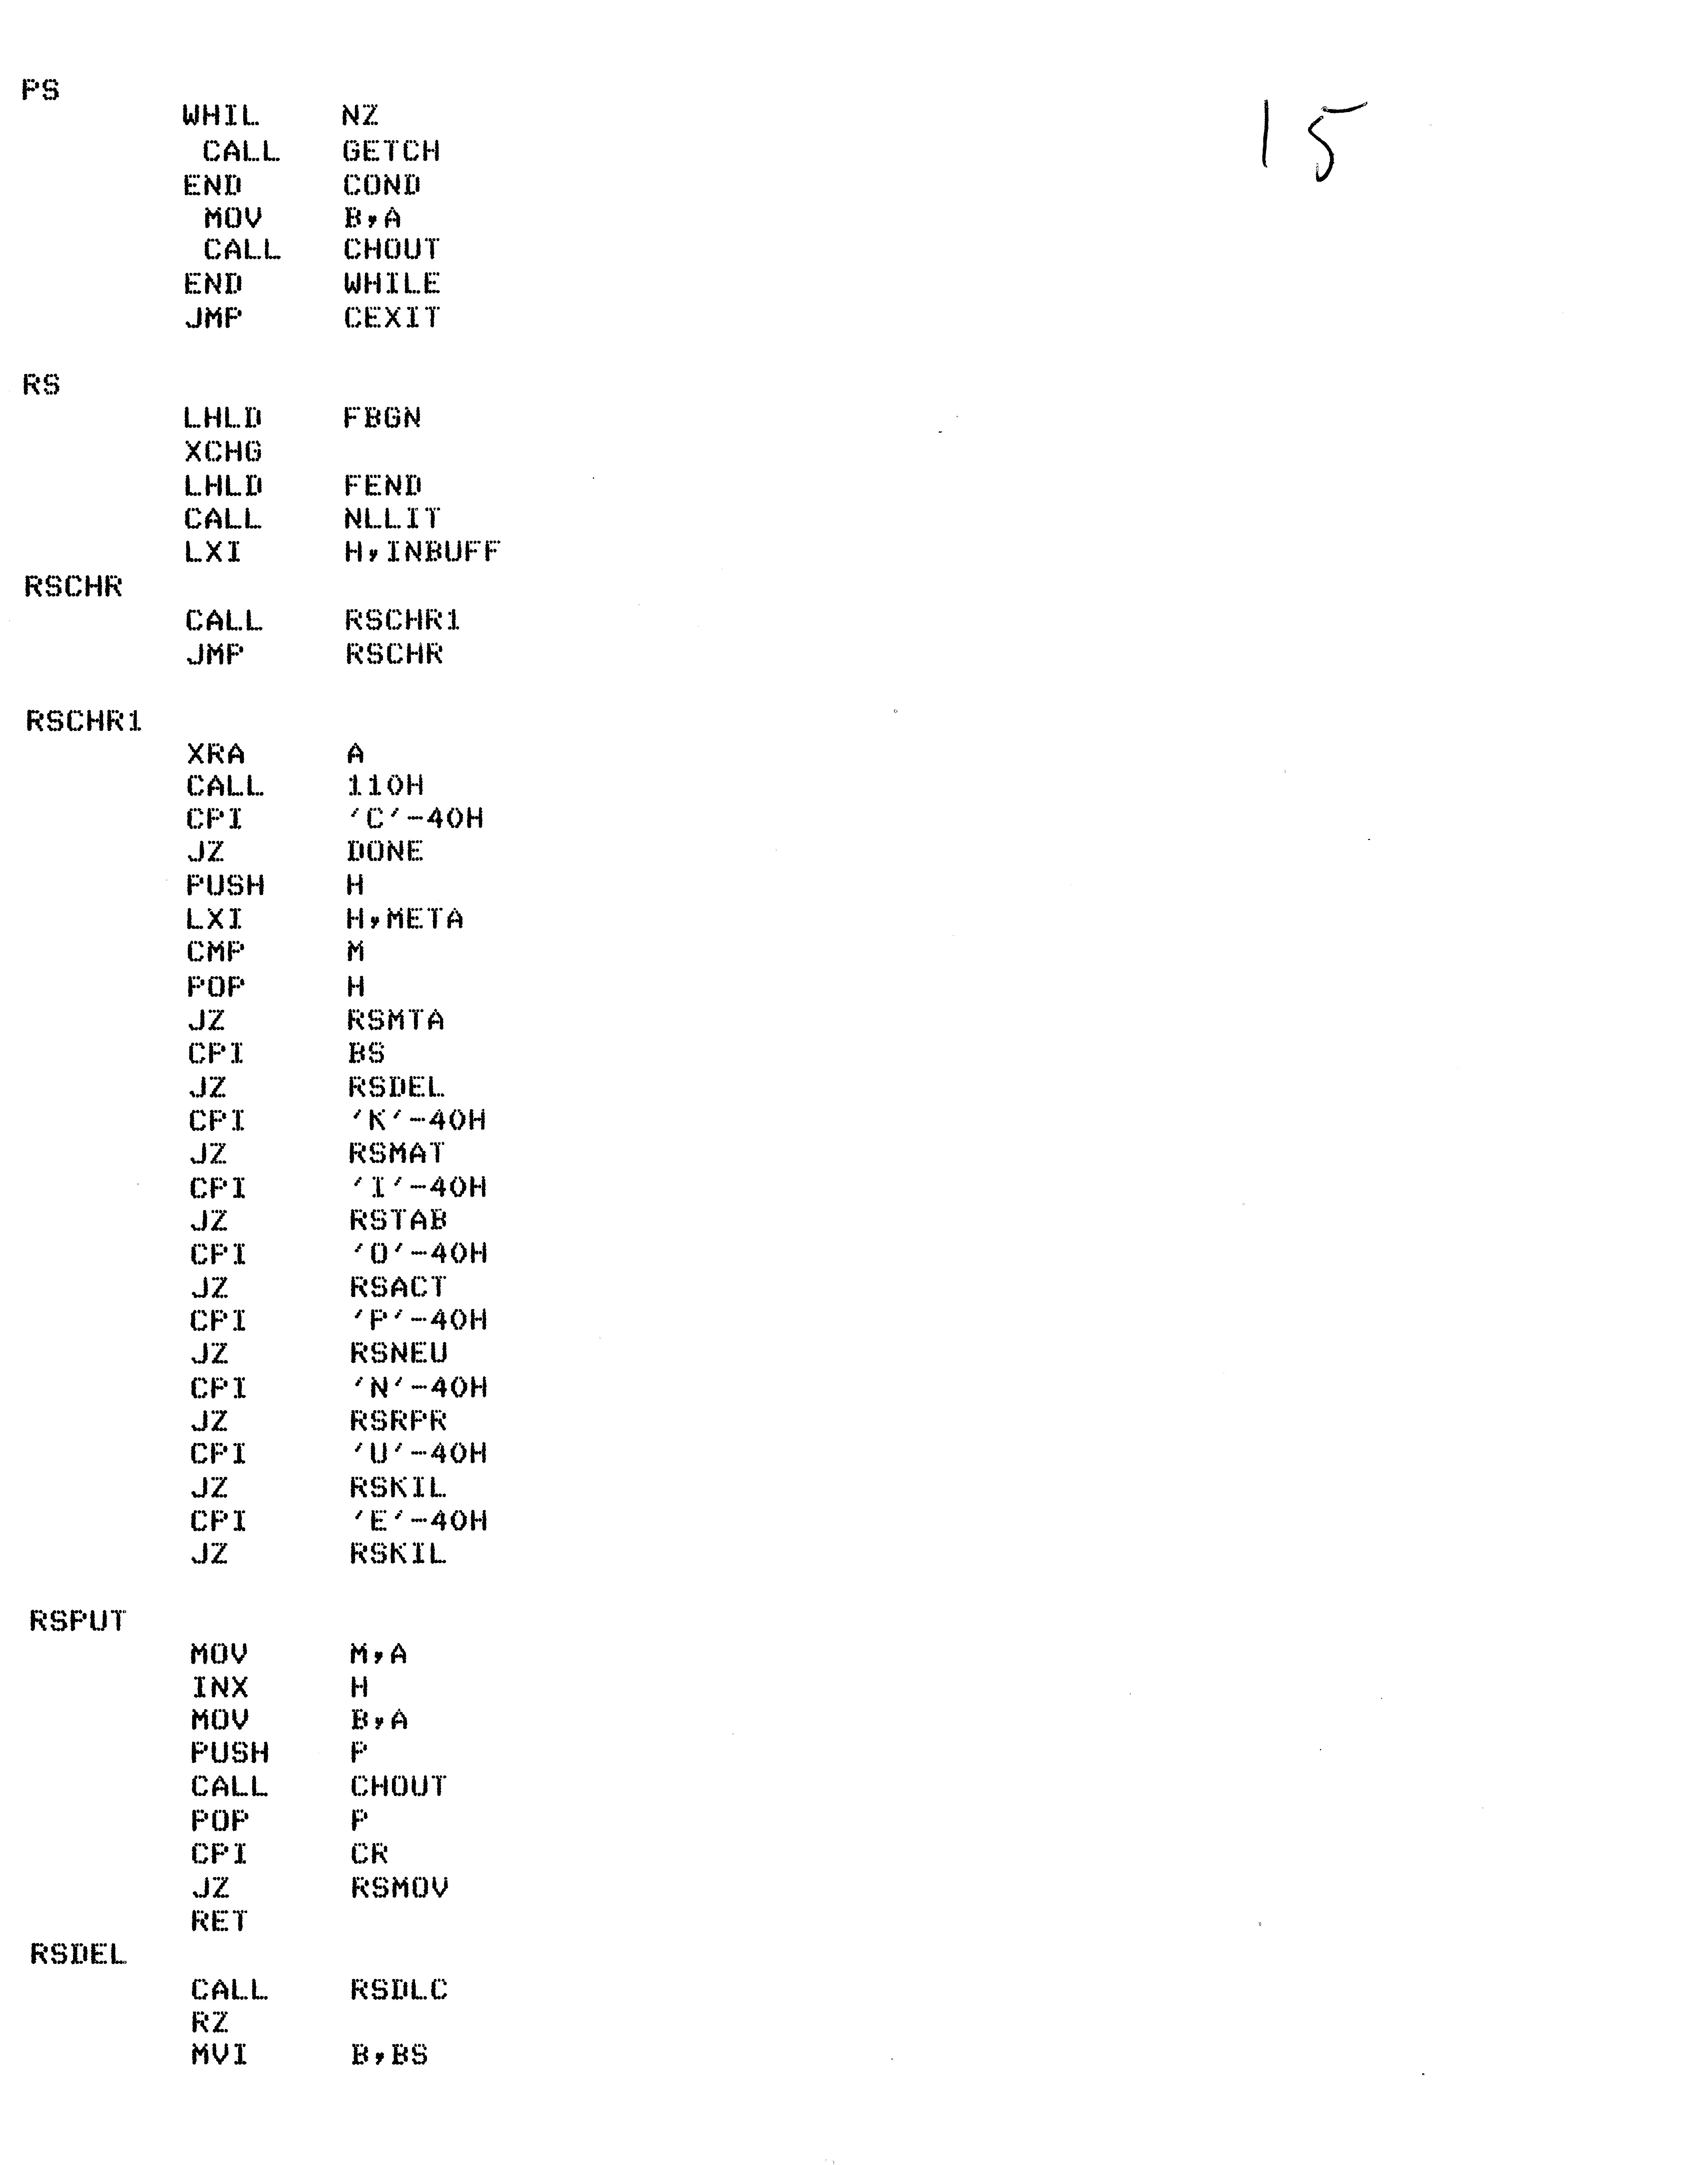 15
PS
WHIL NZ
CALL GETCH
END COND
MOV B,A
CALL CHOUT
END WHILE
JMP CEXIT
RS
LHLD FBGN
XCHG
LHLD FEND
CALL NLLIT
LXI H,INBUFF
RSCHR
CALL RSCHR1
JMP RSCHR
RSCHR1
XRA A
CALL 110H
CPI 'C'-40H
JZ DONE
PUSH H
LXI H,META
CMP M
POP H
JZ RSMTA
CPI BS
JZ RSDEL
CPI 'K'-40H
JZ RSMAT
CPI 'I'-40H
JZ RSTAB
CPI 'O'-40H
JZ RSACT
CPI 'P'-40H
JZ RSNEU
CPI 'N'-40H
JZ RSRPR
CPI 'U'-40H
JZ RSKIL
CPI 'E'-40H
JZ RSKIL
RSPUT
MOV M,A
INX H
MOV B,A
PUSH P
CALL CHOUT
POP P
CPI CR
JZ RSMOV
RET
RSDEL
CALL RSDLC
RZ
MVI B,BS